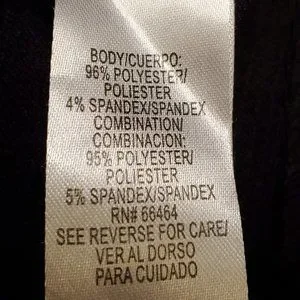 BODY/CUERPO:
96% POLYESTER/
POLIESTER
4% SPANDEX/SPANDEX
COMBINATION/
COMBINACION:
95% POLYESTER/
POLIESTER
5% SPANDEX/SPANDEX
RN# 66464
SEE REVERSE FOR CARE/
VER AL DORSO
PARA CUIDADO